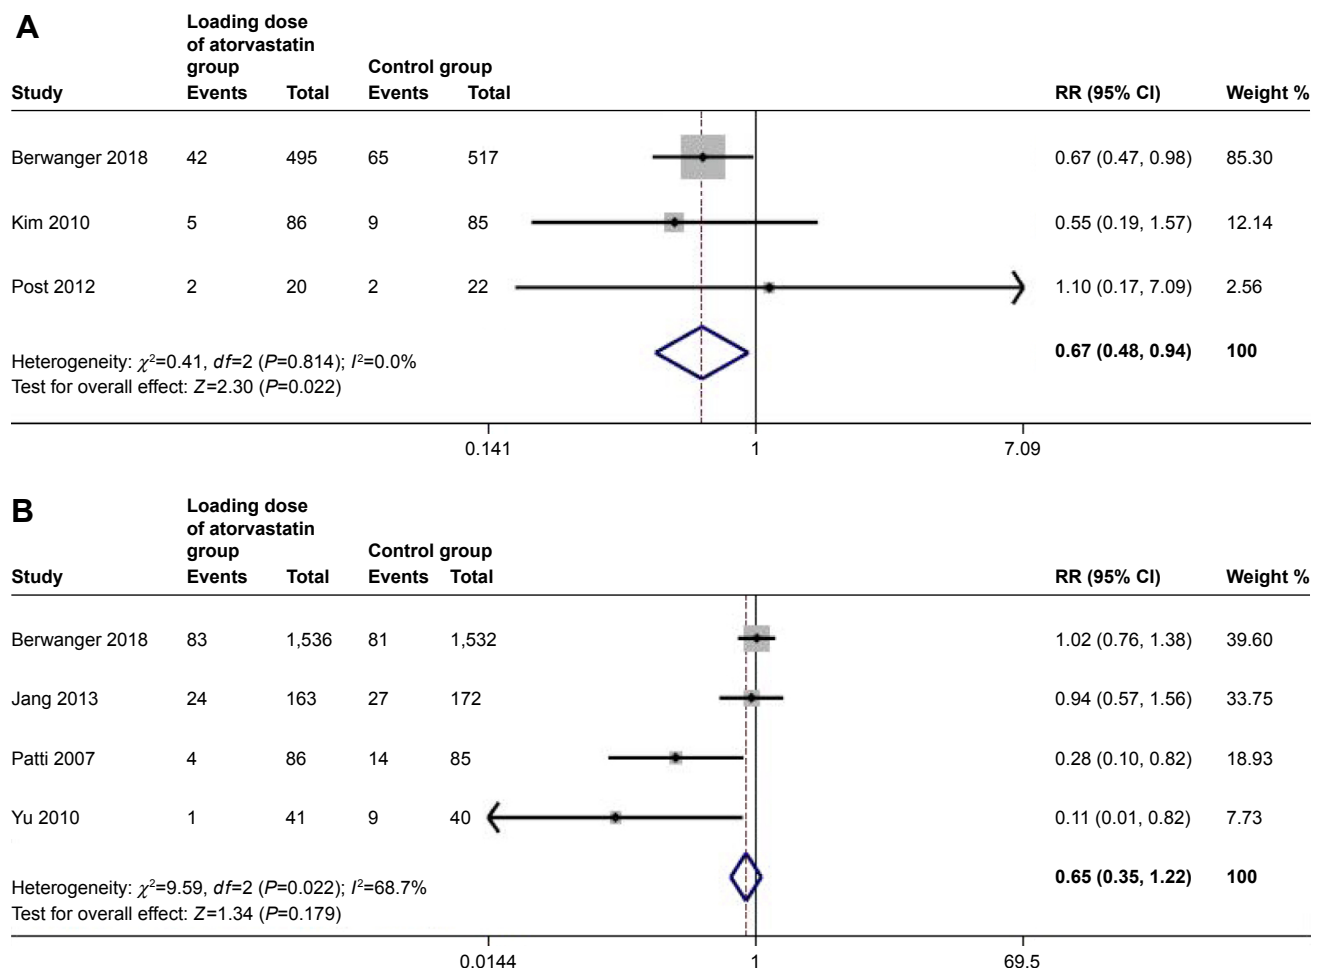 A
Loading dose
of atorvastatin
group
Control group
Study Events Total Events Total RR (95% CI) Weight %
Berwanger 2018 42 495 65 517 0.67 (0.47, 0.98) 85.30
Kim 2010 5 86 9 85 0.55 (0.19, 1.57) 12.14
Post 2012 2 20 2 22 1.10 (0.17, 7.09) 2.56
0.67 (0.48, 0.94) 100
Heterogeneity: χ²=0.41, df=2 (P=0.814); I²=0.0%
Test for overall effect: Z=2.30 (P=0.022)
0.141 1 7.09
B
Loading dose
of atorvastatin
group
Control group
Study Events Total Events Total RR (95% CI) Weight %
Berwanger 2018 83 1,536 81 1,532 1.02 (0.76, 1.38) 39.60
Jang 2013 24 163 27 172 0.94 (0.57, 1.56) 33.75
Patti 2007 4 86 14 85 0.28 (0.10, 0.82) 18.93
Yu 2010 1 41 9 40 0.11 (0.01, 0.82) 7.73
0.65 (0.35, 1.22) 100
Heterogeneity: χ²=9.59, df=2 (P=0.022); I²=68.7%
Test for overall effect: Z=1.34 (P=0.179)
0.0144 1 69.5